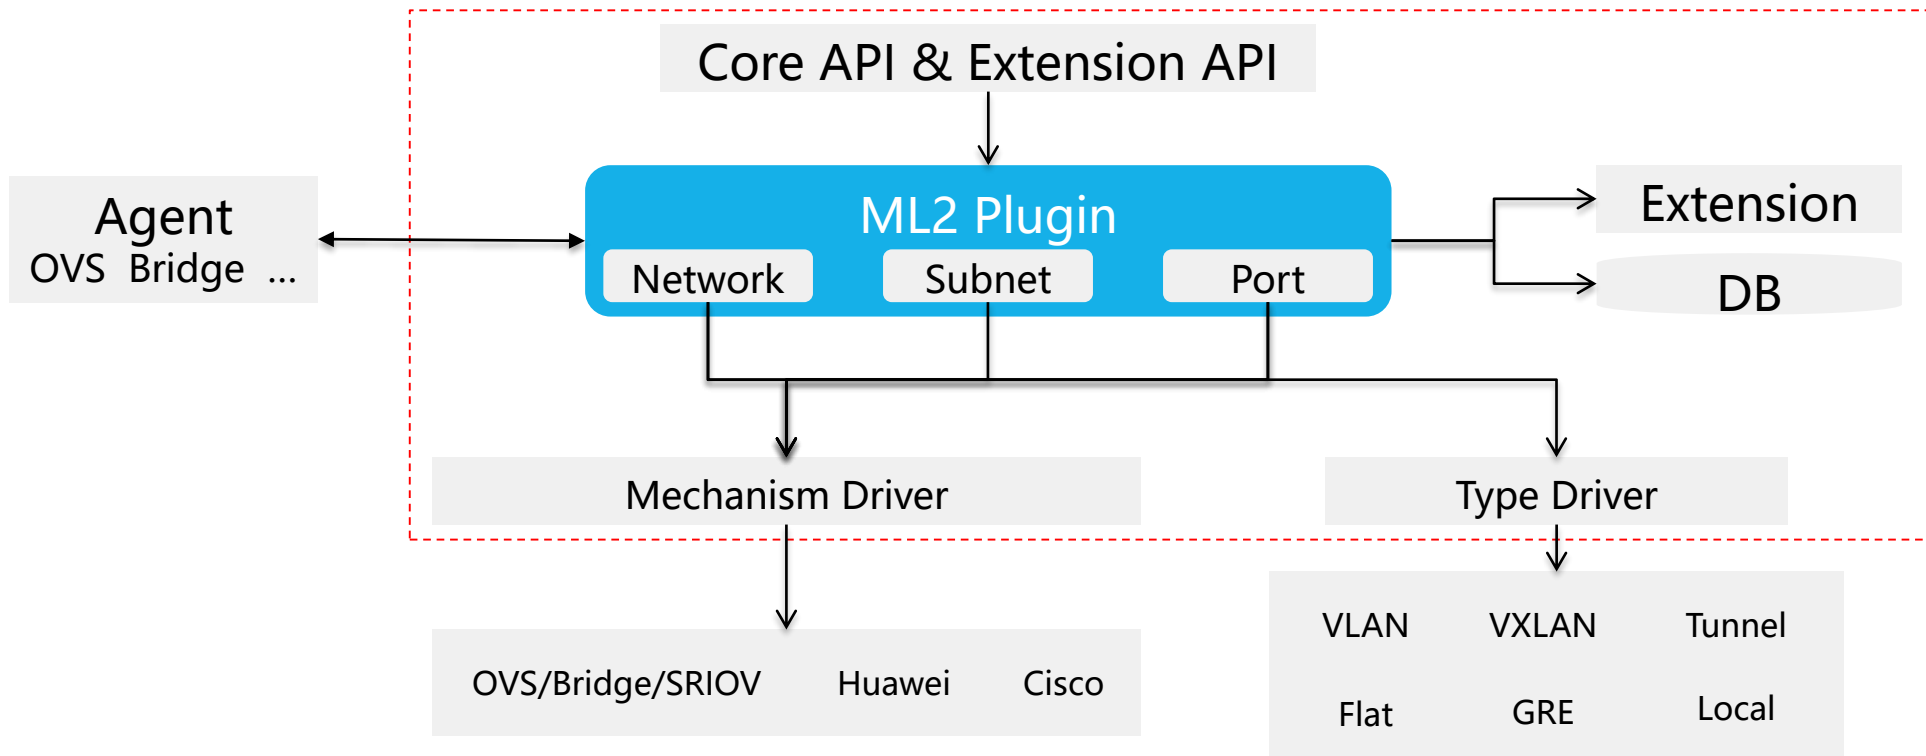 Core API & Extension API
Agent
OVS Bridge ...
ML2 Plugin
Network Subnet Port
Extension
DB
Mechanism Driver
Type Driver
OVS/Bridge/SRIOV Huawei Cisco
VLAN VXLAN Tunnel
Flat GRE Local